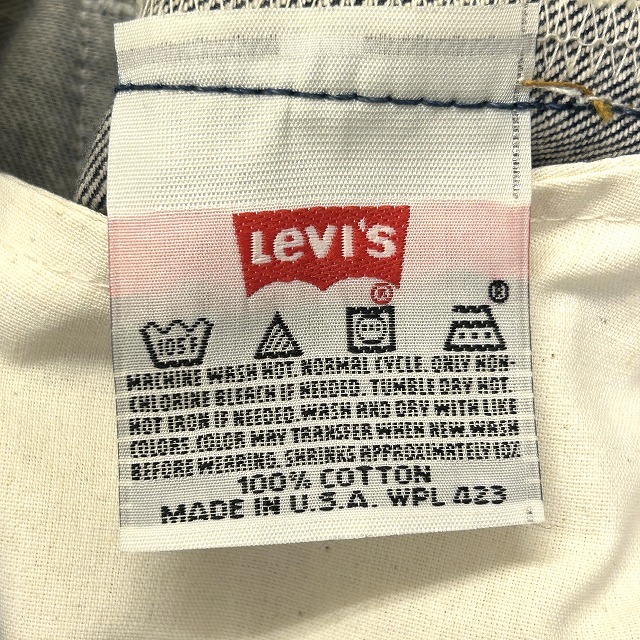 Levi's
®
®
105F
MACHINE WASH HOT. NORMAL CYCLE. ONLY NON-
CHLORINE BLEACH IF NEEDED. TUMBLE DRY HOT.
HOT IRON IF NEEDED. WASH AND DRY WITH LIKE
COLORS. COLOR MAY TRANSFER WHEN NEW WASH
BEFORE WEARING. SHRINKS APPROXIMATELY 10%
100% COTTON
MADE IN U.S.A. WPL 423